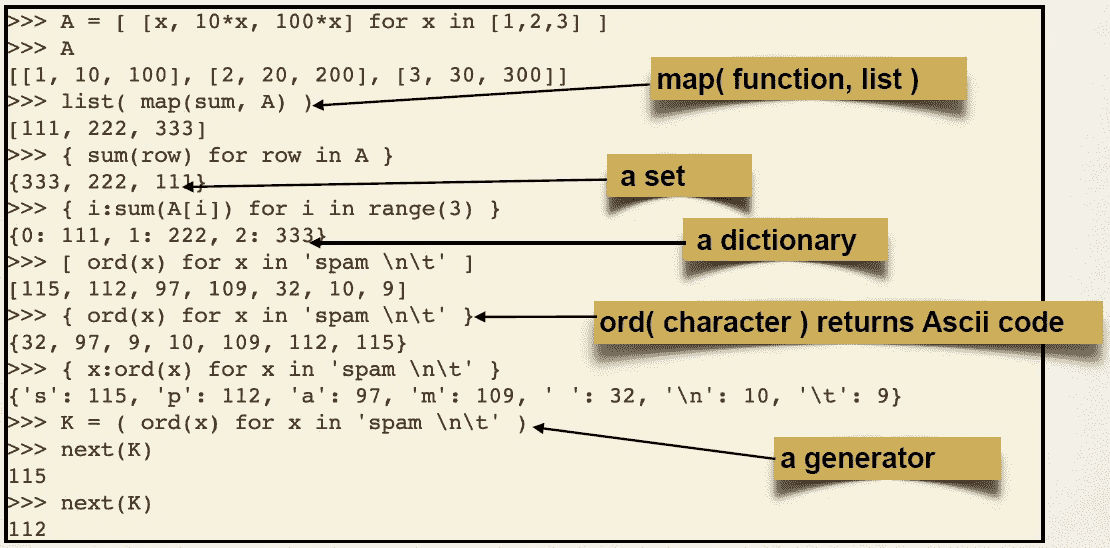 >>> A = [ [x, 10*x, 100*x] for x in [1,2,3] ]
>>> A
[[1, 10, 100], [2, 20, 200], [3, 30, 300]]
map( function, list )
>>> list( map(sum, A) )
[111, 222, 333]
>>> { sum(row) for row in A }
a set
{333, 222, 111}
>>> { i:sum(A[i]) for i in range(3) }
{0: 111, 1: 222, 2: 333}
a dictionary
>>> [ ord(x) for x in 'spam \n\t' ]
[115, 112, 97, 109, 32, 10, 9]
>>> { ord(x) for x in 'spam \n\t' }
ord( character ) returns Ascii code
{32, 97, 9, 10, 109, 112, 115}
>>> { x:ord(x) for x in 'spam \n\t' }
{'s': 115, 'p': 112, 'a': 97, 'm': 109, ' ': 32, '\n': 10, '\t': 9}
>>> K = ( ord(x) for x in 'spam \n\t' )
>>> next(K)
a generator
115
>>> next(K)
112